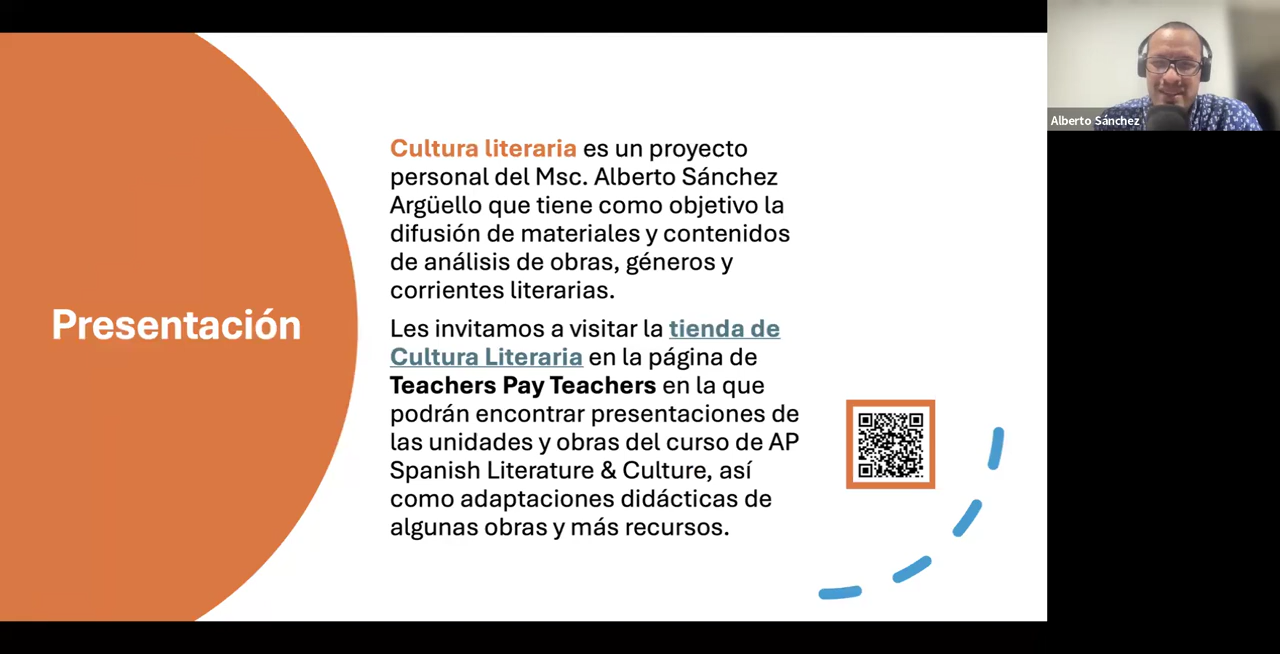 Presentación
Cultura literaria es un proyecto
personal del Msc. Alberto Sánchez
Argüello que tiene como objetivo la
difusión de materiales y contenidos
de análisis de obras, géneros y
corrientes literarias.
Les invitamos a visitar la tienda de
Cultura Literaria en la página de
Teachers Pay Teachers en la que
podrán encontrar presentaciones de
las unidades y obras del curso de AP
Spanish Literature & Culture, así
como adaptaciones didácticas de
algunas obras y más recursos.
Alberto Sánchez